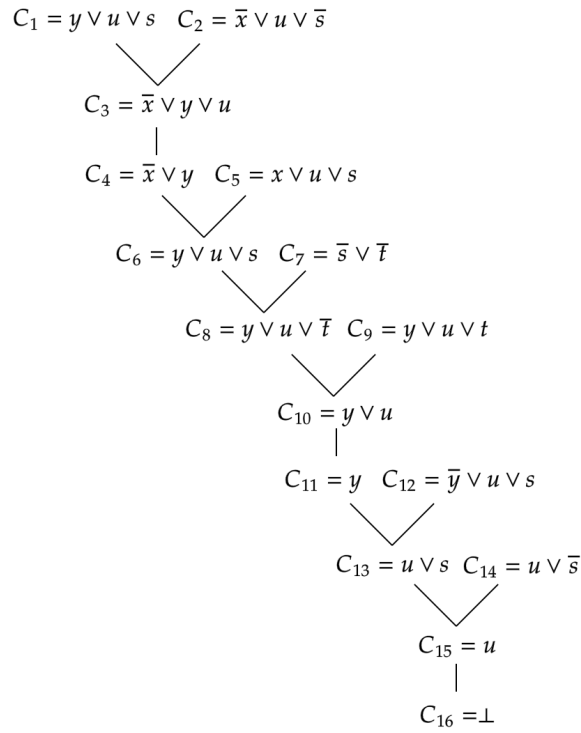 C₁ = y ∨ u ∨ s C₂ = x̅ ∨ u ∨ s̅
C₃ = x̅ ∨ y ∨ u
C₄ = x̅ ∨ y C₅ = x ∨ u ∨ s
C₆ = y ∨ u ∨ s C₇ = s̅ ∨ t̅
C₈ = y ∨ u ∨ t̅ C₉ = y ∨ u ∨ t
C₁₀ = y ∨ u
C₁₁ = y C₁₂ = y̅ ∨ u ∨ s
C₁₃ = u ∨ s C₁₄ = u ∨ s̅
C₁₅ = u
C₁₆ =⊥